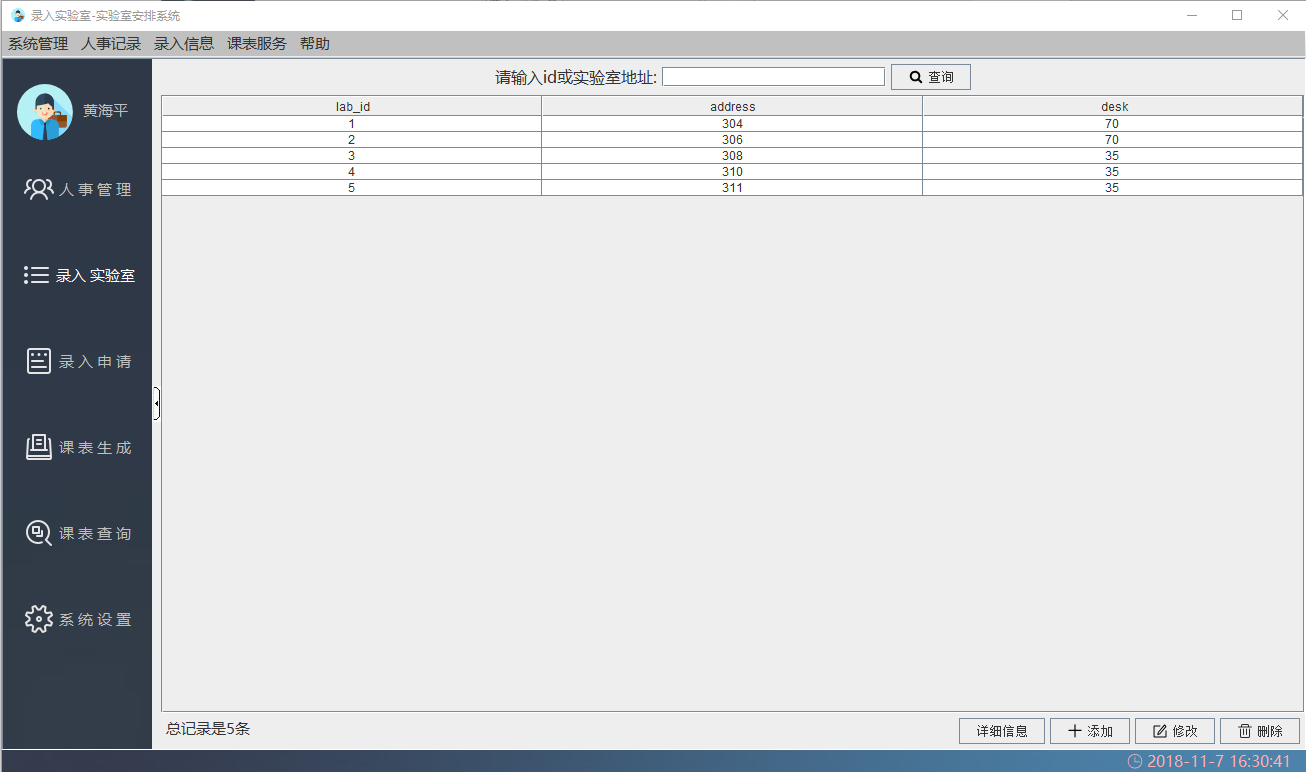 录入实验室-实验室安排系统
系统管理 人事记录 录入信息 课表服务 帮助
黄海平
人事管理
录入 实验室
录入申请
课表生成
课表查询
系统设置
请输入id或实验室地址: 查询
lab_id address desk
1 304 70
2 306 70
3 308 35
4 310 35
5 311 35
总记录是5条
详细信息 添加 修改 删除
2018-11-7 16:30:41